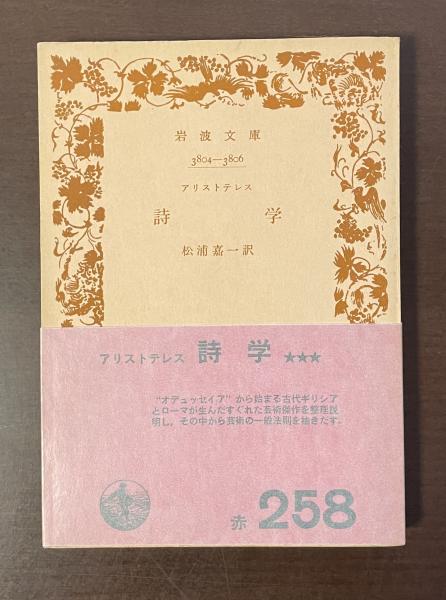 岩波文庫
3804—3806
アリストテレス
詩学
松浦嘉一訳
アリストテレス 詩学 ★★★
“オデュッセイア”から始まる古代ギリシア
とローマが生んだすぐれた芸術傑作を整理説
明し、その中から芸術の一般法則を抽きだす。
赤 258